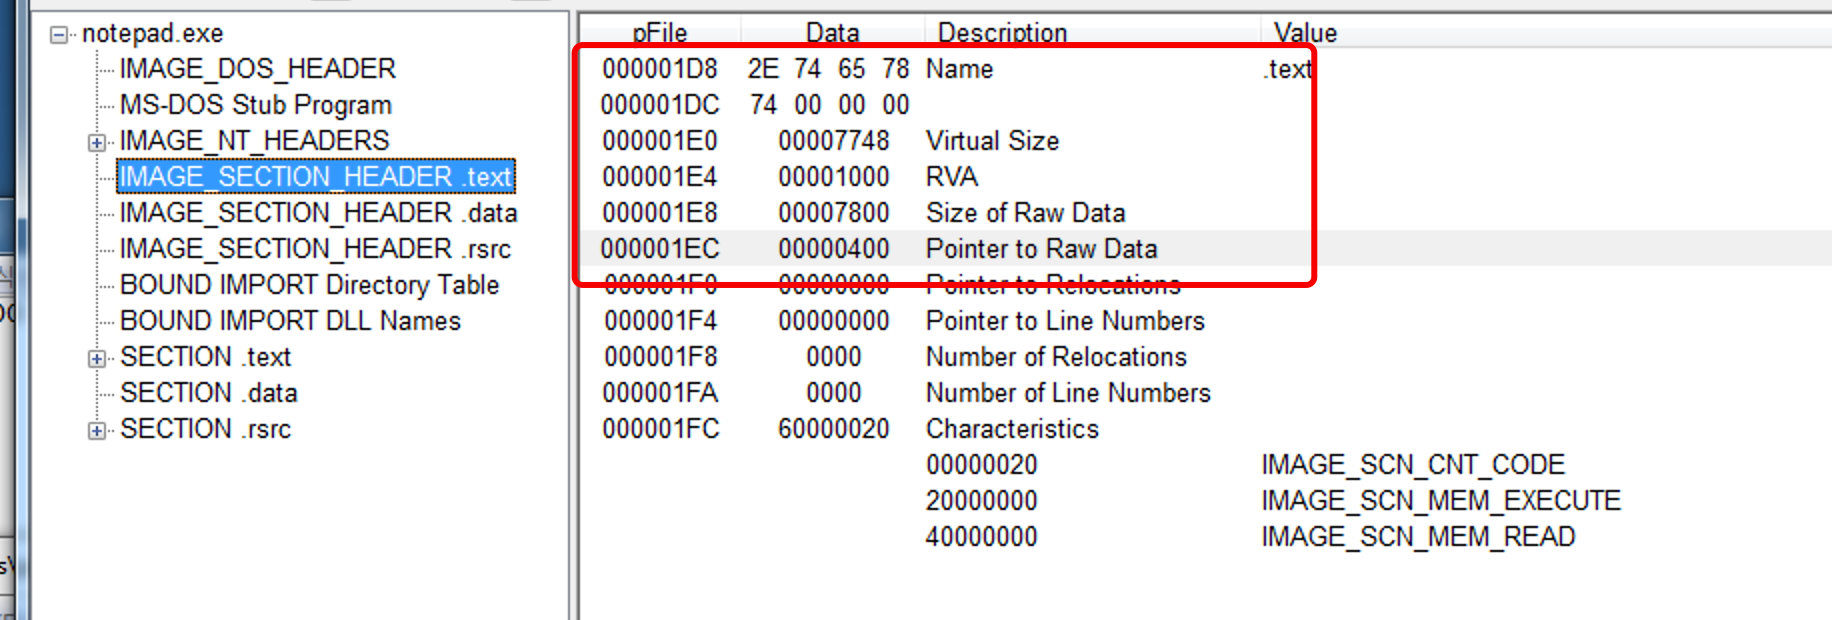 notepad.exe
IMAGE_DOS_HEADER
MS-DOS Stub Program
IMAGE_NT_HEADERS
IMAGE_SECTION_HEADER .text
IMAGE_SECTION_HEADER .data
IMAGE_SECTION_HEADER .rsrc
BOUND IMPORT Directory Table
BOUND IMPORT DLL Names
SECTION .text
SECTION .data
SECTION .rsrc
pFile Data Description Value
000001D8 2E 74 65 78 Name .text
000001DC 74 00 00 00
000001E0 00007748 Virtual Size
000001E4 00001000 RVA
000001E8 00007800 Size of Raw Data
000001EC 00000400 Pointer to Raw Data
000001F0 00000000 Pointer to Relocations
000001F4 00000000 Pointer to Line Numbers
000001F8 0000 Number of Relocations
000001FA 0000 Number of Line Numbers
000001FC 60000020 Characteristics
00000020 IMAGE_SCN_CNT_CODE
20000000 IMAGE_SCN_MEM_EXECUTE
40000000 IMAGE_SCN_MEM_READ